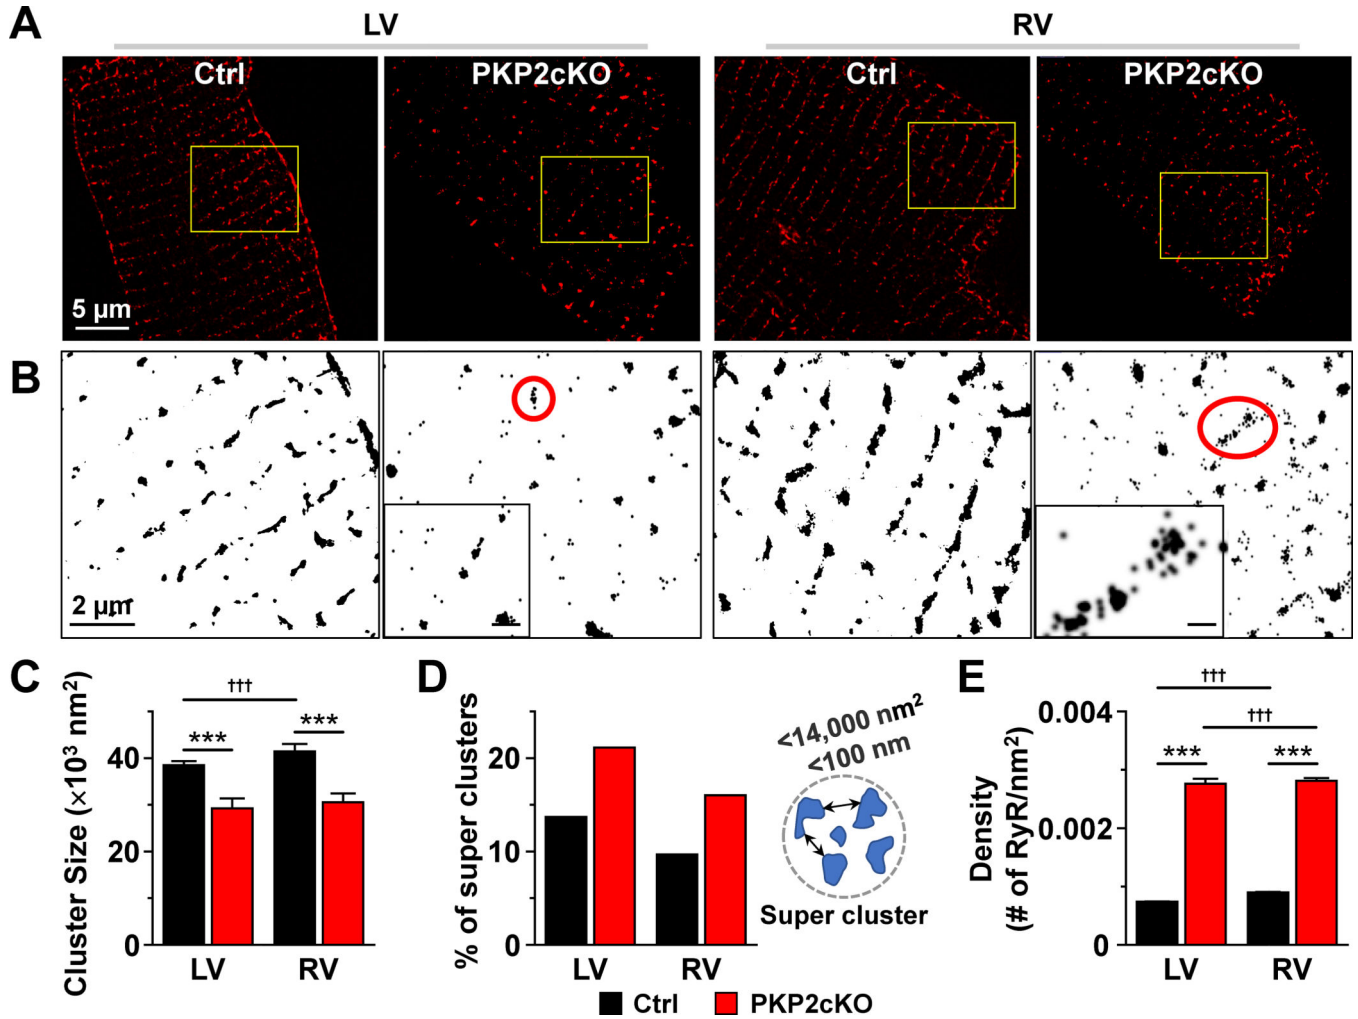 A
LV
RV
Ctrl
PKP2cKO
Ctrl
PKP2cKO
5 µm
B
2 µm
C
Cluster Size (×10³ nm²)
40
20
0
†††
***
***
LV
RV
D
% of super clusters
20
10
0
LV
RV
<14,000 nm²
<100 nm
Super cluster
E
Density
(# of RyR/nm²)
0.004
0.002
0
†††
†††
***
***
LV
RV
Ctrl
PKP2cKO